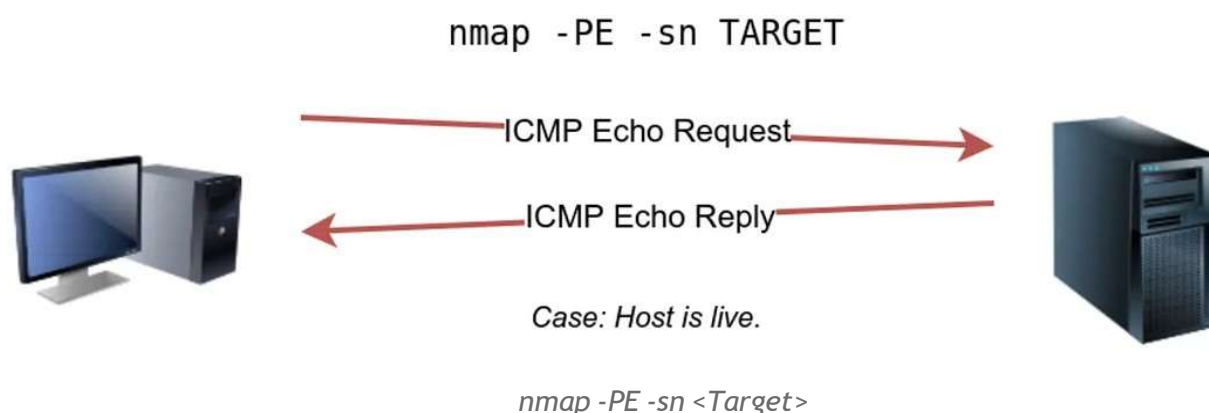 nmap -PE -sn TARGET
ICMP Echo Request
ICMP Echo Reply
Case: Host is live.
nmap -PE -sn <Target>